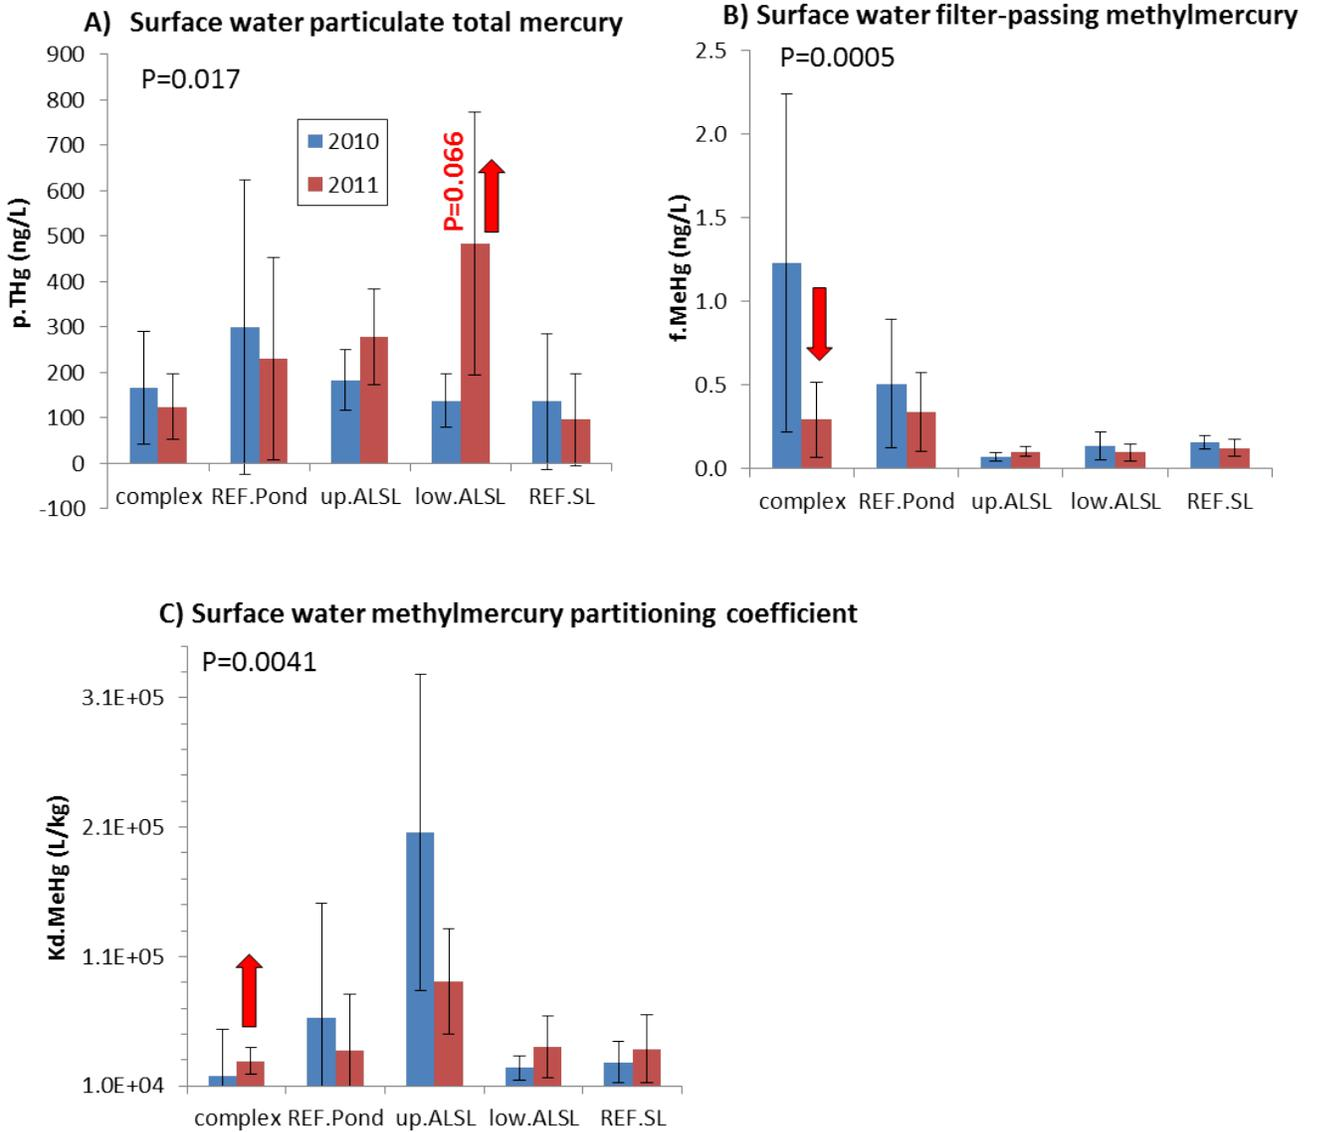 A) Surface water particulate total mercury
P=0.017
900
800
700
600
500
400
300
200
100
0
-100
p.THg (ng/L)
2010
2011
P=0.066
complex REF.Pond up.ALSL low.ALSL REF.SL
B) Surface water filter-passing methylmercury
P=0.0005
2.5
2.0
1.5
1.0
0.5
0.0
f.MeHg (ng/L)
complex REF.Pond up.ALSL low.ALSL REF.SL
C) Surface water methylmercury partitioning coefficient
P=0.0041
3.1E+05
2.1E+05
1.1E+05
1.0E+04
Kd.MeHg (L/kg)
complex REF.Pond up.ALSL low.ALSL REF.SL